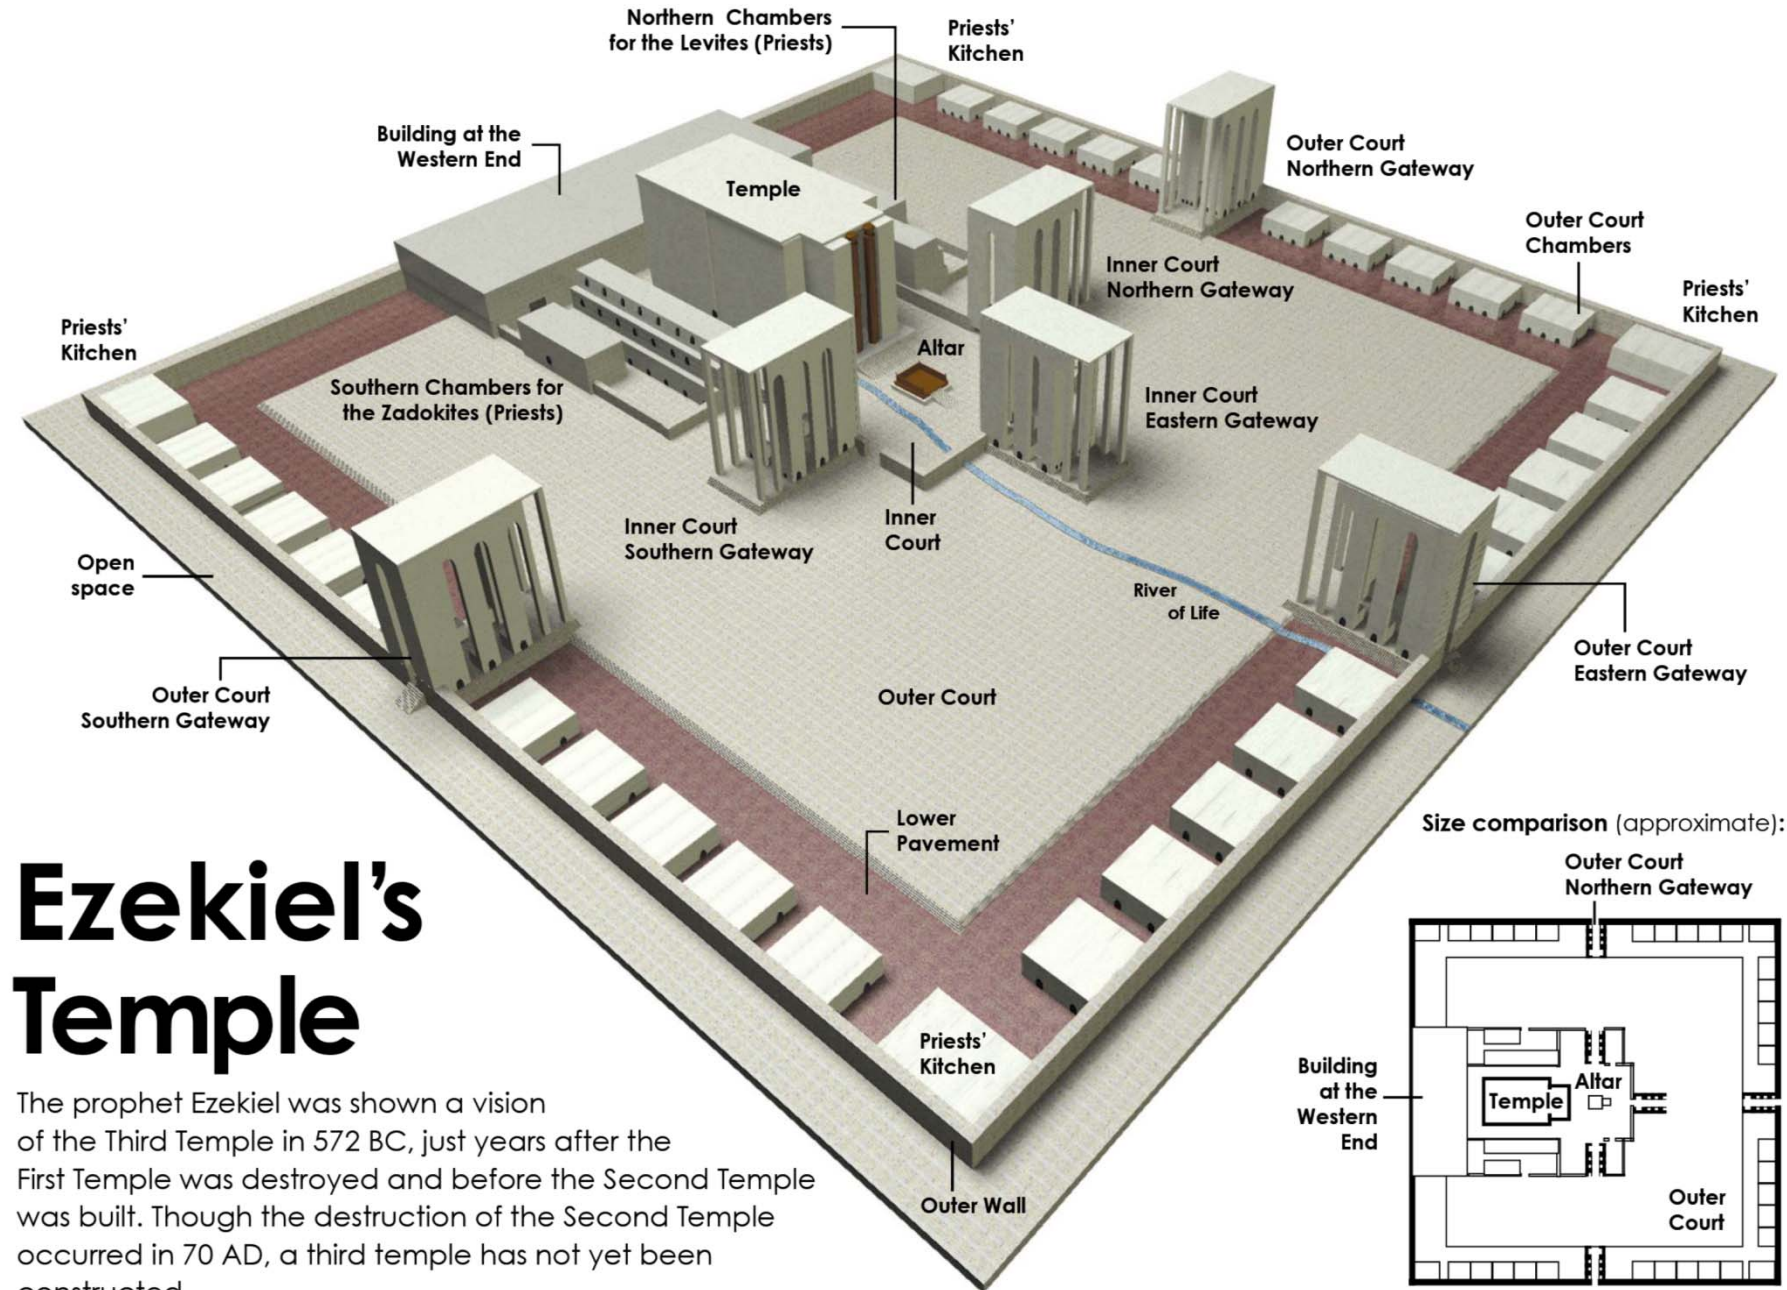 Northern Chambers
for the Levites (Priests)
Priests’
Kitchen
Building at the
Western End
Temple
Outer Court
Northern Gateway
Outer Court
Chambers
Inner Court
Northern Gateway
Priests’
Kitchen
Priests’
Kitchen
Altar
Southern Chambers for
the Zadokites (Priests)
Inner Court
Eastern Gateway
Inner Court
Southern Gateway
Inner
Court
Open
space
River
of Life
Outer Court
Eastern Gateway
Outer Court
Southern Gateway
Outer Court
Lower
Pavement
Priests’
Kitchen
Outer Wall
Ezekiel’s
Temple
The prophet Ezekiel was shown a vision
of the Third Temple in 572 BC, just years after the
First Temple was destroyed and before the Second Temple
was built. Though the destruction of the Second Temple
occurred in 70 AD, a third temple has not yet been
constructed
Size comparison (approximate):
Outer Court
Northern Gateway
Building
at the
Western
End
Altar
Temple
Outer
Court